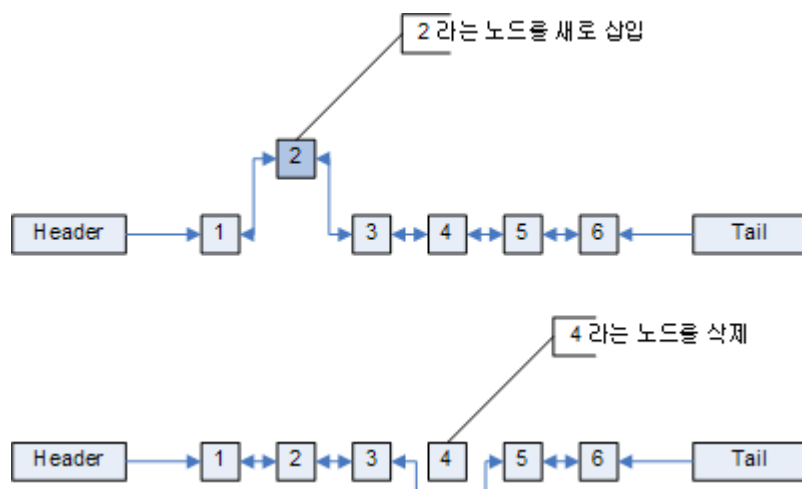 2 라는 노드를 새로 삽입
2
Header 1 3 4 5 6 Tail
4 라는 노드를 삭제
Header 1 2 3 4 5 6 Tail